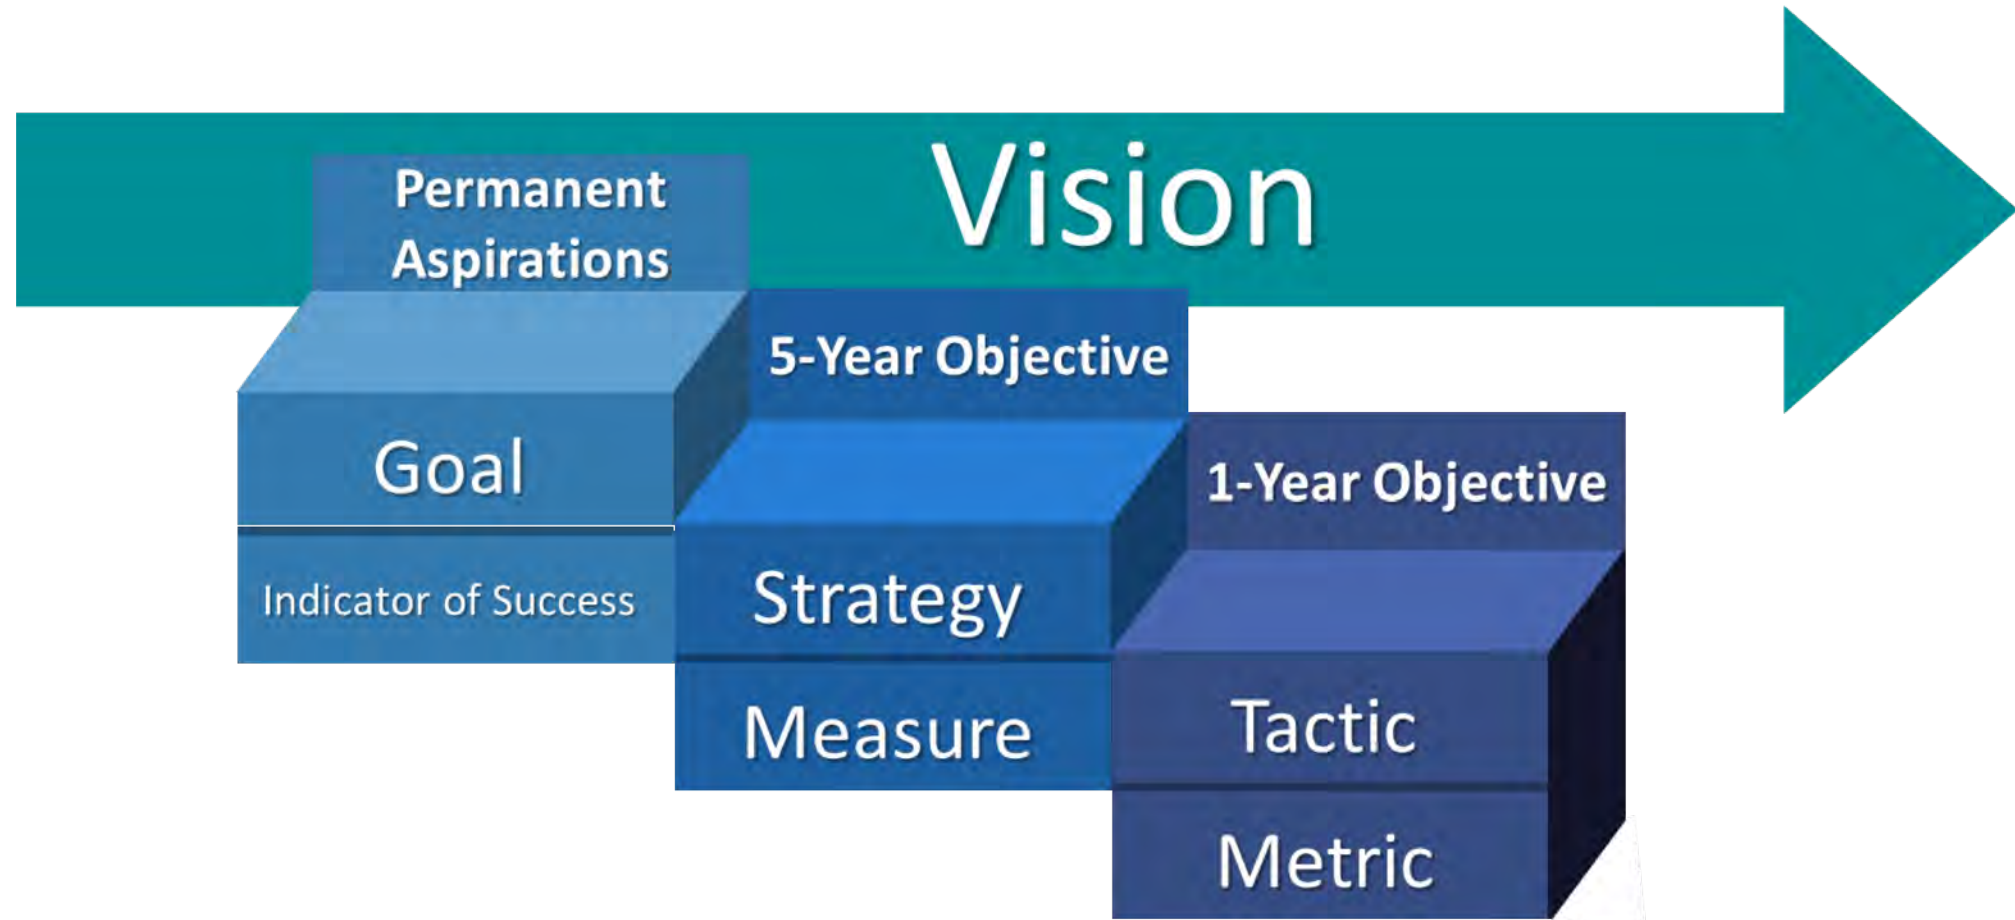 Vision
Permanent
Aspirations
Goal
Indicator of Success
5-Year Objective
Strategy
Measure
1-Year Objective
Tactic
Metric